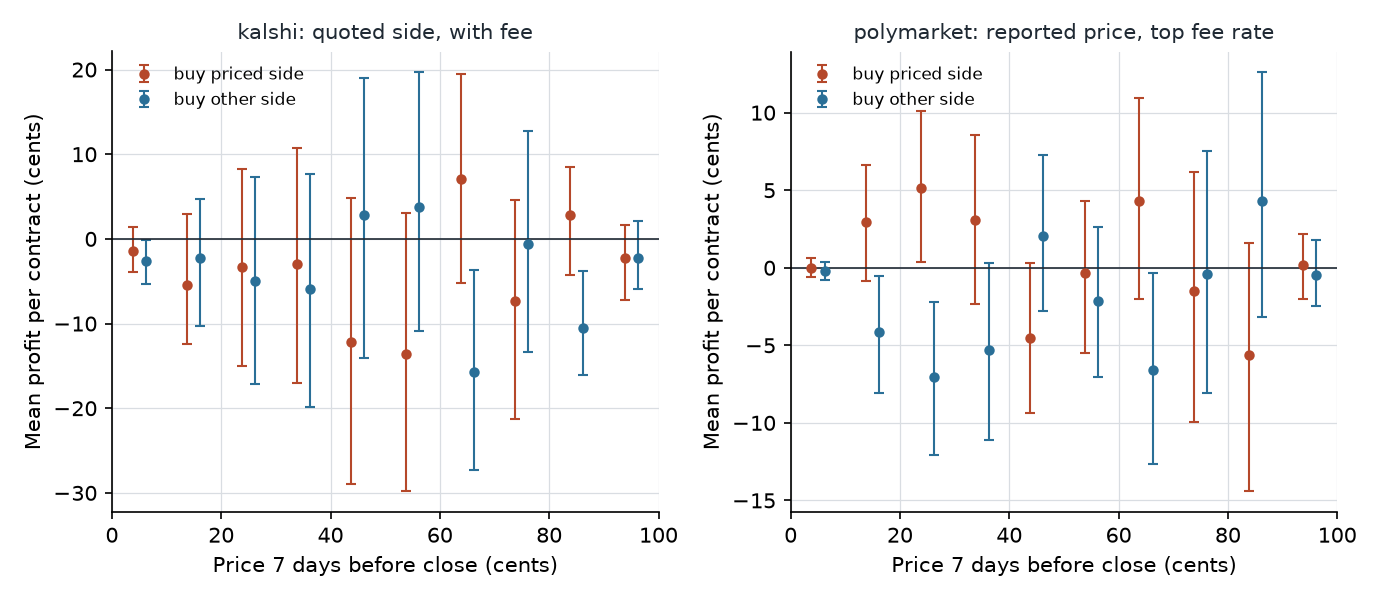 kalshi: quoted side, with fee
buy priced side
buy other side
Mean profit per contract (cents)
20
10
0
−10
−20
−30
0 20 40 60 80 100
Price 7 days before close (cents)
polymarket: reported price, top fee rate
buy priced side
buy other side
Mean profit per contract (cents)
10
5
0
−5
−10
−15
0 20 40 60 80 100
Price 7 days before close (cents)